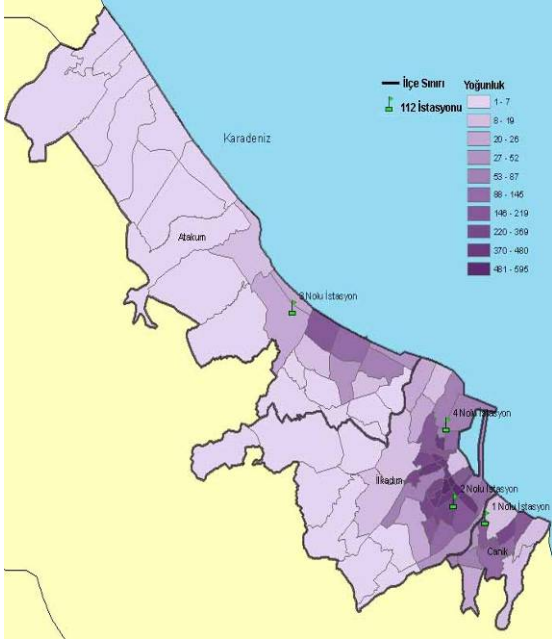 İlçe Sınırı
112 İstasyonu
Yoğunluk
1 - 7
8 - 19
20 - 26
27 - 52
53 - 87
88 - 145
146 - 219
220 - 369
370 - 480
481 - 595
Karadeniz
Atakum
3 Nolu İstasyon
4 Nolu İstasyon
İlkadım
2 Nolu İstasyon
1 Nolu İstasyon
Canik